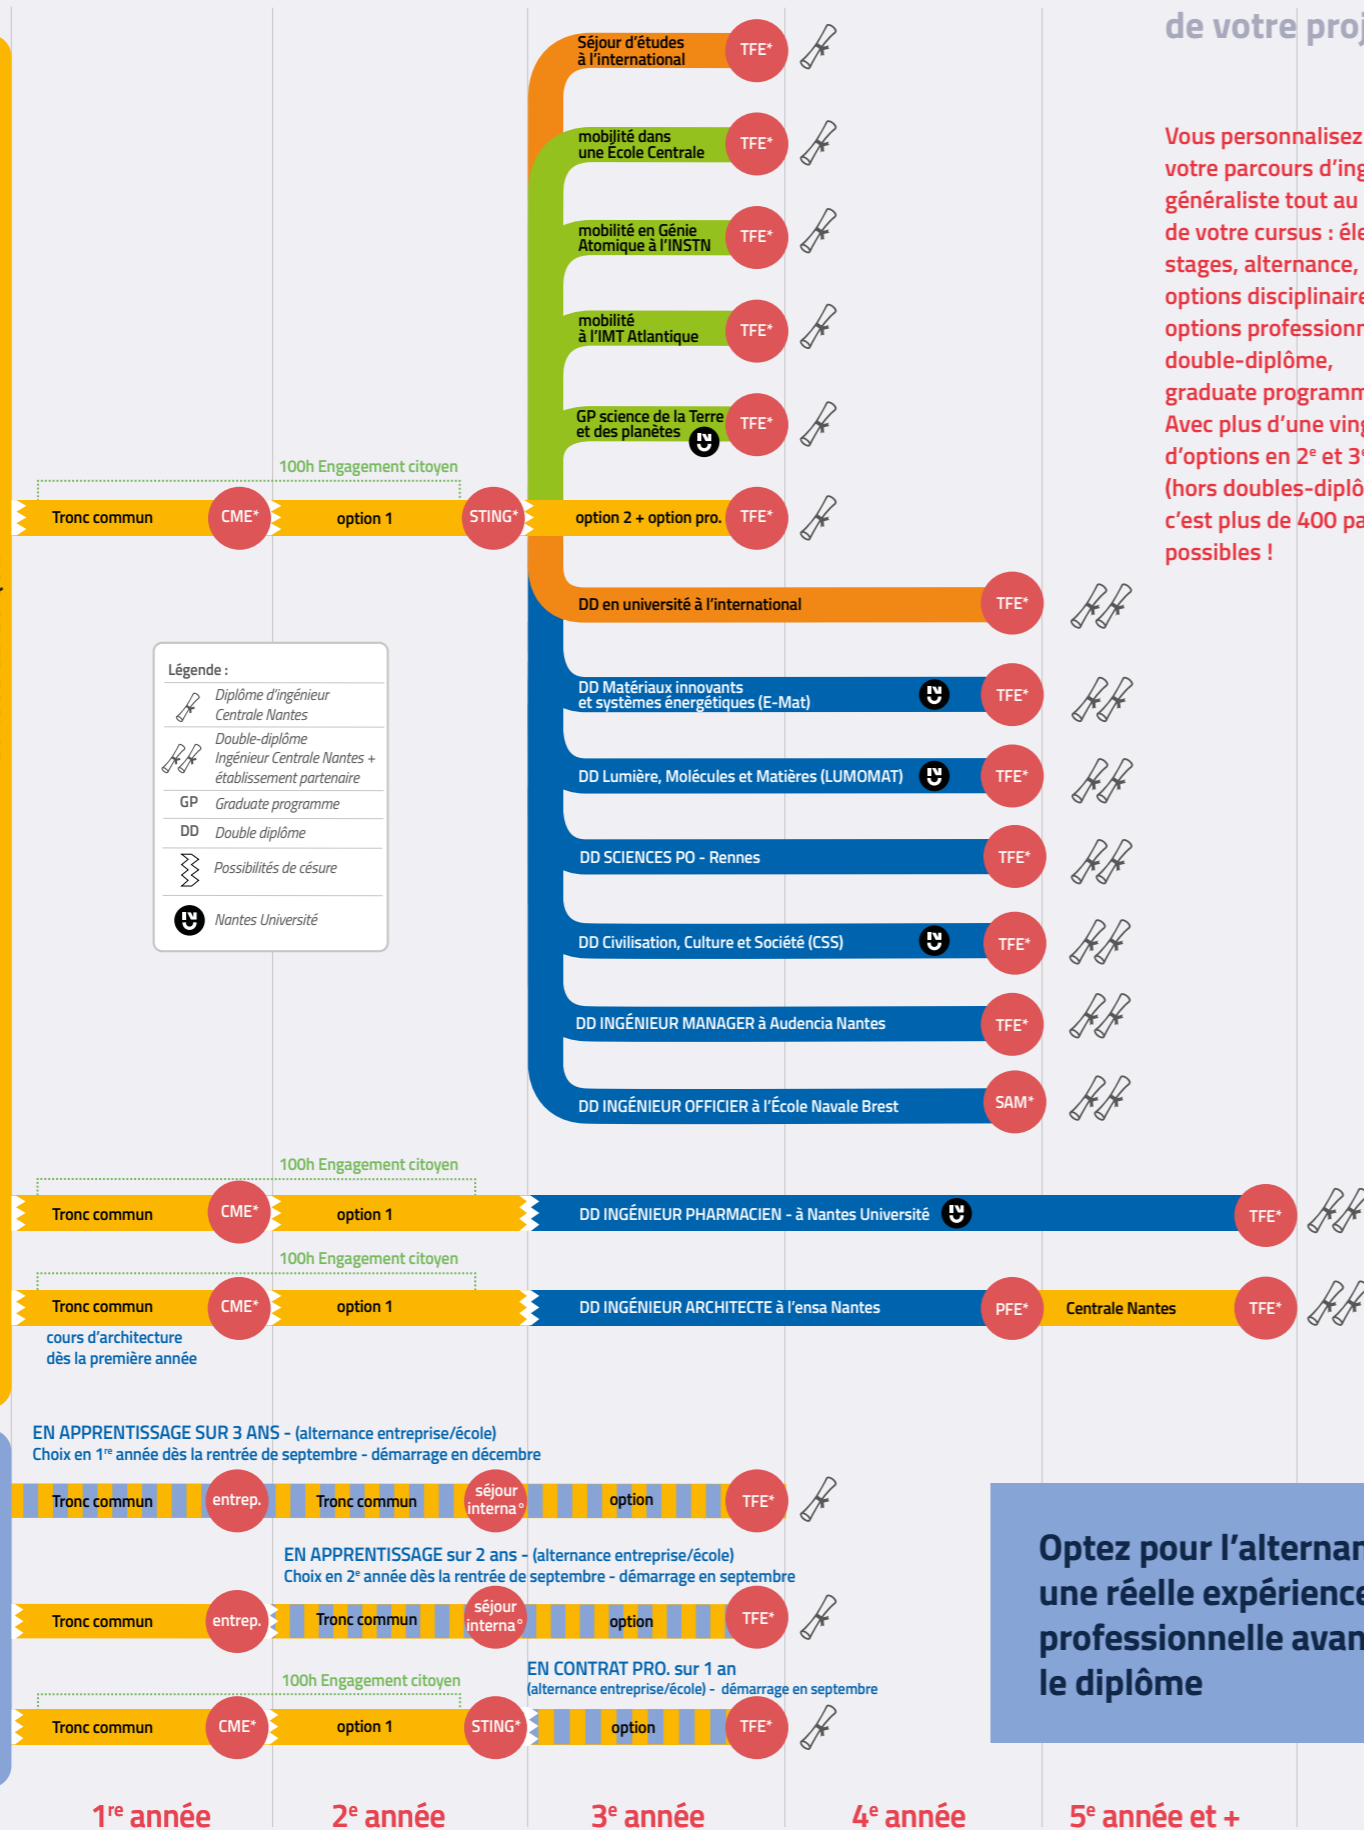 de votre proj
Vous personnalisez
votre parcours d'ing
généraliste tout au
de votre cursus : éle
stages, alternance,
options disciplinaire
options professionn
double-diplôme,
graduate programm
Avec plus d'une ving
d'options en 2e et 3e
(hors doubles-diplô
c'est plus de 400 pa
possibles !
Séjour d'études
à l'international
TFE*
mobilité dans
une École Centrale
TFE*
mobilité en Génie
Atomique à l'INSTN
TFE*
mobilité
à l'IMT Atlantique
TFE*
GP science de la Terre
et des planètes
TFE*
100h Engagement citoyen
Tronc commun CME* option 1 STING* option 2 + option pro. TFE*
DD en université à l'international TFE*
DD Matériaux innovants
et systèmes énergétiques (E-Mat)
TFE*
DD Lumière, Molécules et Matières (LUMOMAT) TFE*
DD SCIENCES PO - Rennes TFE*
DD Civilisation, Culture et Société (CSS) TFE*
DD INGÉNIEUR MANAGER à Audencia Nantes TFE*
DD INGÉNIEUR OFFICIER à l'École Navale Brest SAM*
Légende :
Diplôme d'ingénieur
Centrale Nantes
Double-diplôme
Ingénieur Centrale Nantes +
établissement partenaire
GP Graduate programme
DD Double diplôme
Possibilités de césure
Nantes Université
100h Engagement citoyen
Tronc commun CME* option 1 DD INGÉNIEUR PHARMACIEN - à Nantes Université TFE*
100h Engagement citoyen
Tronc commun CME* option 1 DD INGÉNIEUR ARCHITECTE à l'ensa Nantes PFE* Centrale Nantes TFE*
cours d'architecture
dès la première année
EN APPRENTISSAGE SUR 3 ANS - (alternance entreprise/école)
Choix en 1re année dès la rentrée de septembre - démarrage en décembre
Tronc commun entrep. Tronc commun séjour interna° option TFE*
EN APPRENTISSAGE sur 2 ans - (alternance entreprise/école)
Choix en 2e année dès la rentrée de septembre - démarrage en septembre
Tronc commun entrep. Tronc commun séjour interna° option TFE*
EN CONTRAT PRO. sur 1 an
(alternance entreprise/école) - démarrage en septembre
100h Engagement citoyen
Tronc commun CME* option 1 STING* option TFE*
Optez pour l'alternan
une réelle expérience
professionnelle avan
le diplôme
1re année 2e année 3e année 4e année 5e année et +